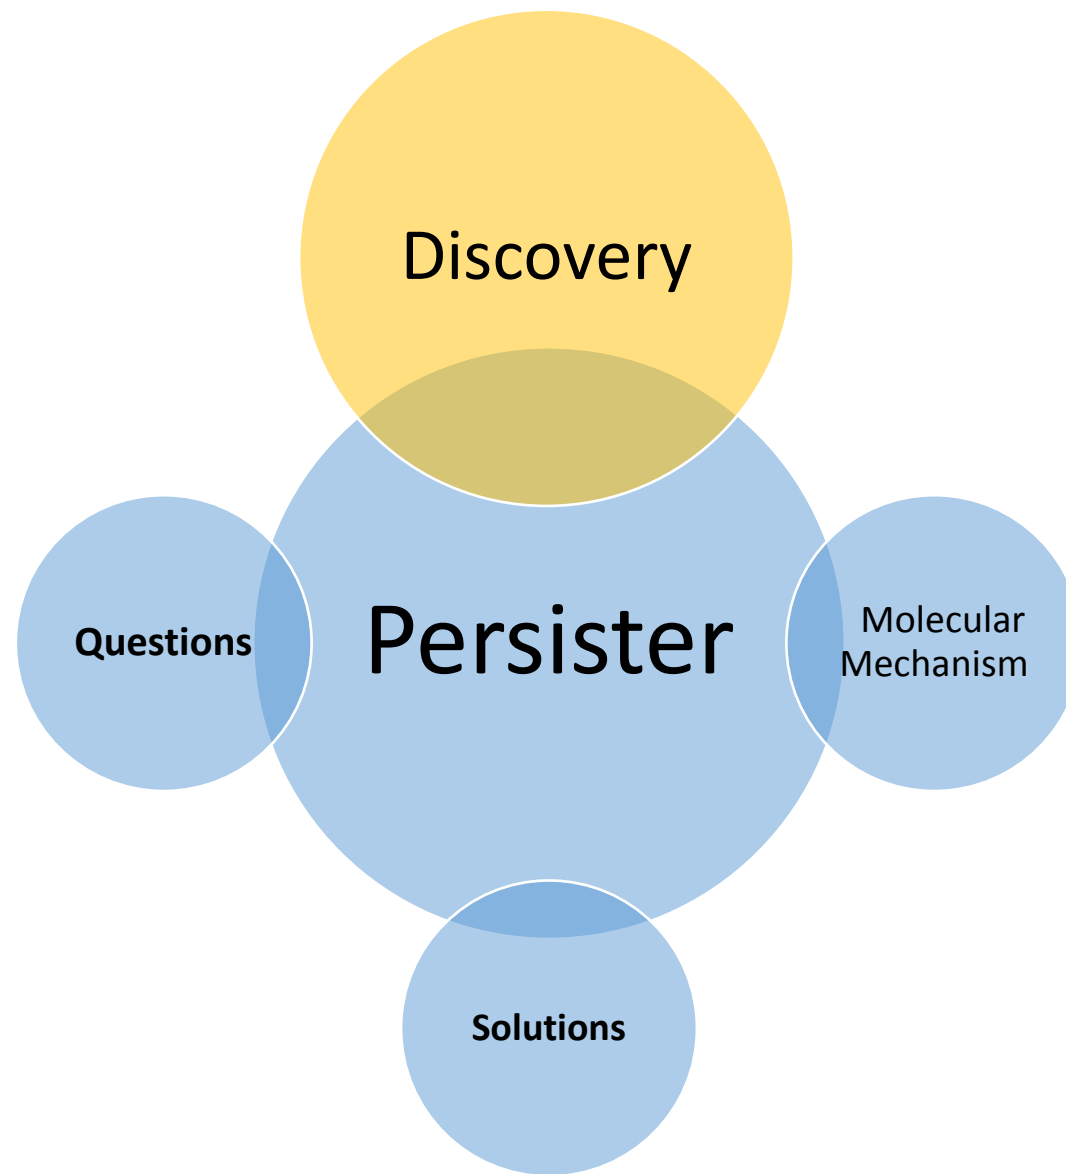 Discovery
Questions
Persister
Molecular
Mechanism
Solutions